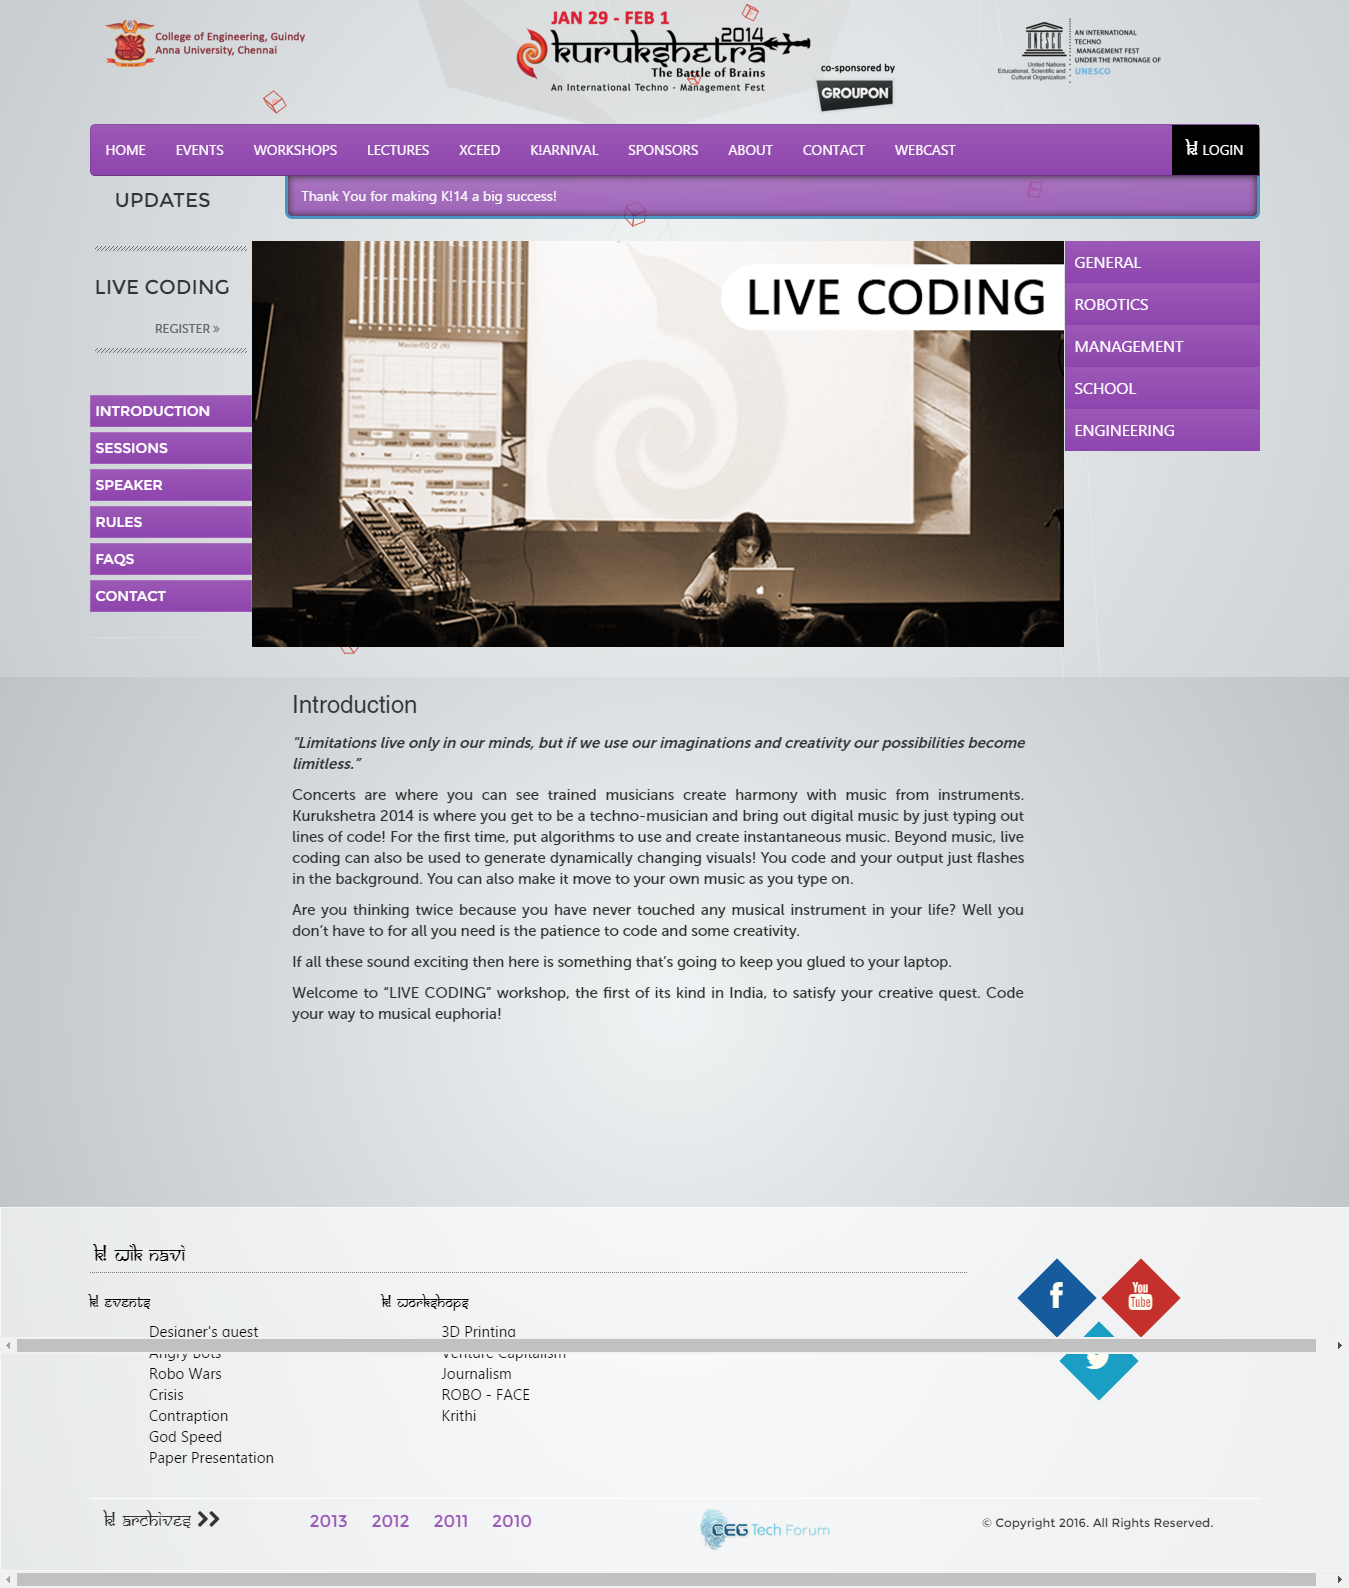 College of Engineering, Guindy
Anna University, Chennai
JAN 29 - FEB 1
2014
kurukshetra
The Battle of Brains
An International Techno - Management Fest
co-sponsored by
GROUPON
UNESCO
United Nations
Educational, Scientific and
Cultural Organization
AN INTERNATIONAL
TECHNO
MANAGEMENT FEST
UNDER THE PATRONAGE OF
UNESCO
HOME EVENTS WORKSHOPS LECTURES XCEED K!ARNIVAL SPONSORS ABOUT CONTACT WEBCAST K! LOGIN
UPDATES
Thank You for making K!14 a big success!
LIVE CODING
REGISTER »
INTRODUCTION
SESSIONS
SPEAKER
RULES
FAQS
CONTACT
LIVE CODING
GENERAL
ROBOTICS
MANAGEMENT
SCHOOL
ENGINEERING
Introduction
"Limitations live only in our minds, but if we use our imaginations and creativity our possibilities become
limitless.”
Concerts are where you can see trained musicians create harmony with music from instruments.
Kurukshetra 2014 is where you get to be a techno-musician and bring out digital music by just typing out
lines of code! For the first time, put algorithms to use and create instantaneous music. Beyond music, live
coding can also be used to generate dynamically changing visuals! You code and your output just flashes
in the background. You can also make it move to your own music as you type on.
Are you thinking twice because you have never touched any musical instrument in your life? Well you
don’t have to for all you need is the patience to code and some creativity.
If all these sound exciting then here is something that’s going to keep you glued to your laptop.
Welcome to “LIVE CODING” workshop, the first of its kind in India, to satisfy your creative quest. Code
your way to musical euphoria!
K! wik navi
K! events
Designer's quest
Angry Bots
Robo Wars
Crisis
Contraption
God Speed
Paper Presentation
K! workshops
3D Printing
Venture Capitalism
Journalism
ROBO - FACE
Krithi
f
You
Tube
K! archives
2013 2012 2011 2010
CEG Tech Forum
© Copyright 2016. All Rights Reserved.